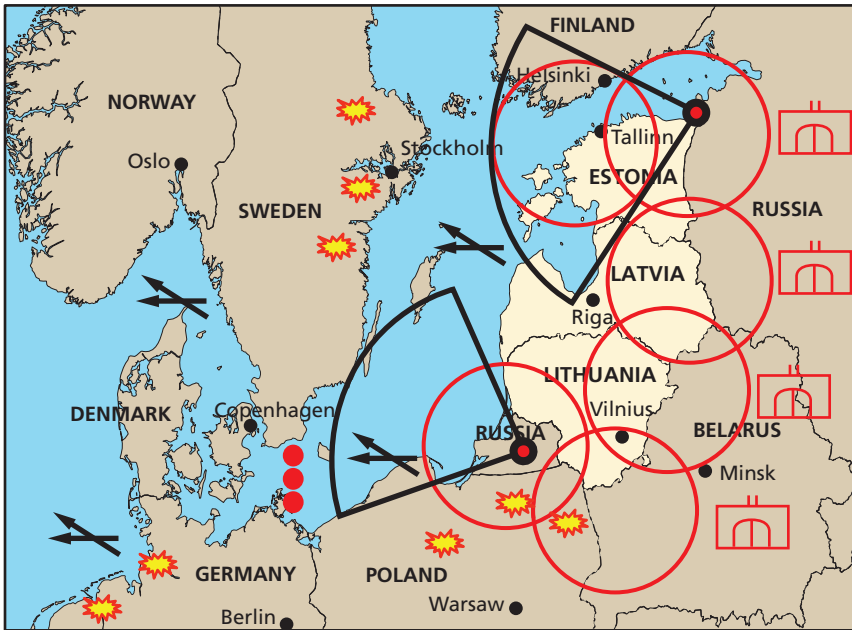 FINLAND
Helsinki
NORWAY
Tallinn
Stockholm
Oslo
ESTONIA
SWEDEN
RUSSIA
LATVIA
Riga
LITHUANIA
DENMARK
Copenhagen
Vilnius
RUSSIA
BELARUS
Minsk
GERMANY
POLAND
Warsaw
Berlin